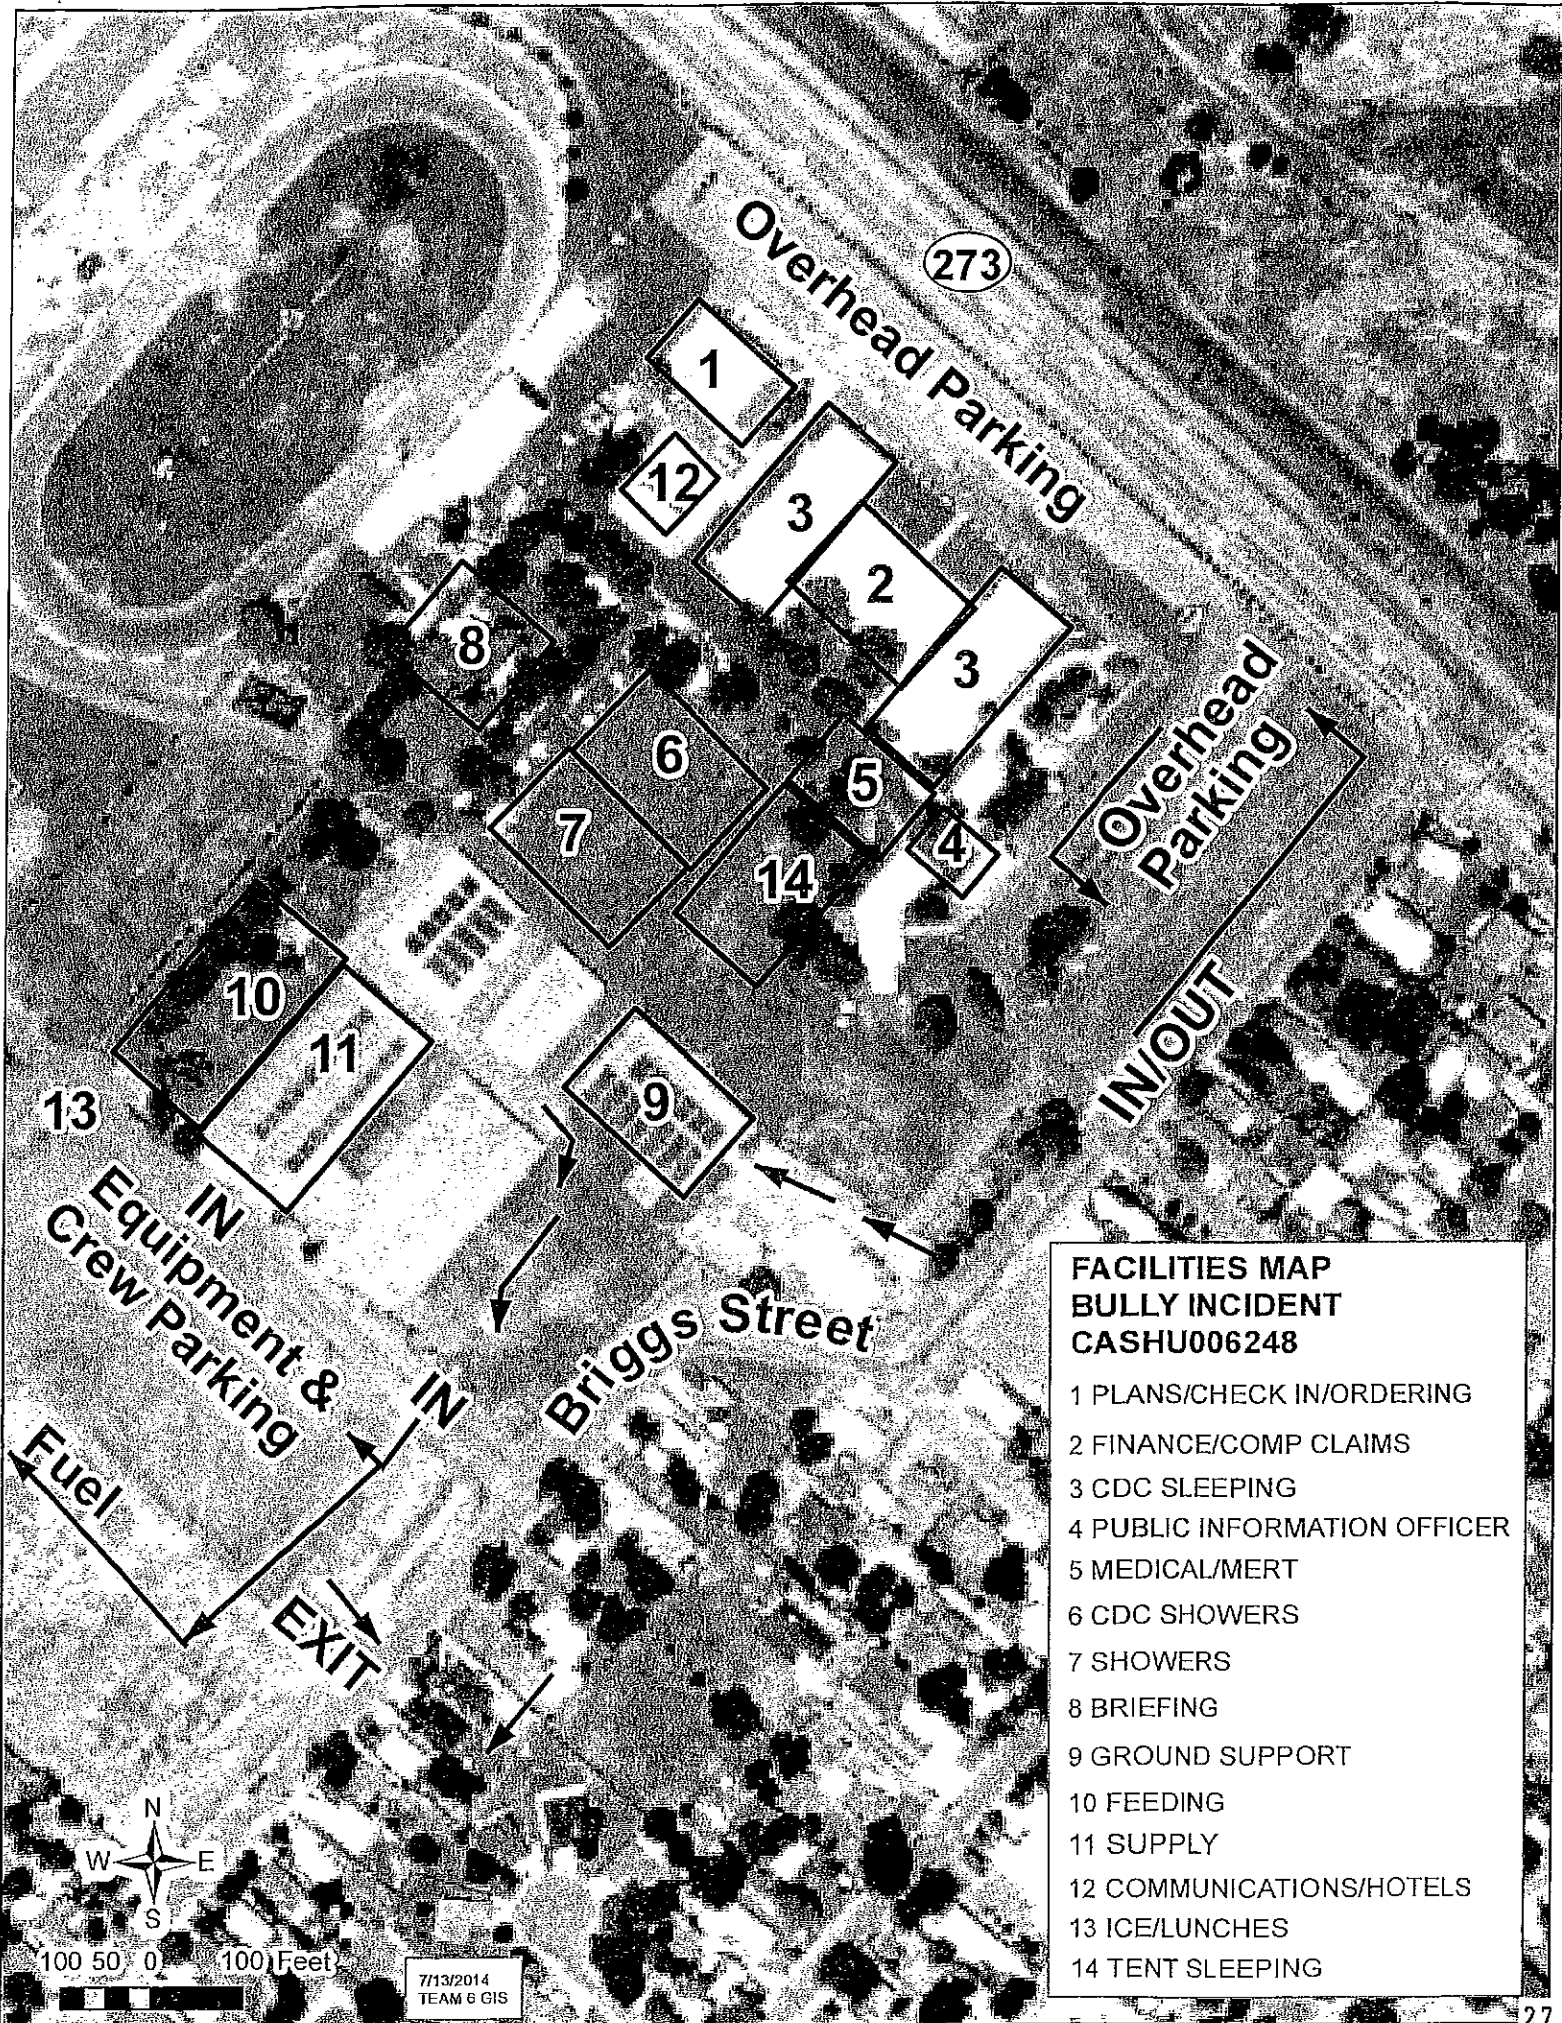 Overhead Parking
273
1
12
3
2
3
8
6
5
7
4
14
Overhead
Parking
10
11
13
9
IN/OUT
IN
Equipment &
Crew Parking
IN
Briggs Street
Fuel
EXIT
FACILITIES MAP
BULLY INCIDENT
CASHU006248
1 PLANS/CHECK IN/ORDERING
2 FINANCE/COMP CLAIMS
3 CDC SLEEPING
4 PUBLIC INFORMATION OFFICER
5 MEDICAL/MERT
6 CDC SHOWERS
7 SHOWERS
8 BRIEFING
9 GROUND SUPPORT
10 FEEDING
11 SUPPLY
12 COMMUNICATIONS/HOTELS
13 ICE/LUNCHES
14 TENT SLEEPING
N
W E
S
100 50 0 100 Feet
7/13/2014
TEAM 6 GIS
27